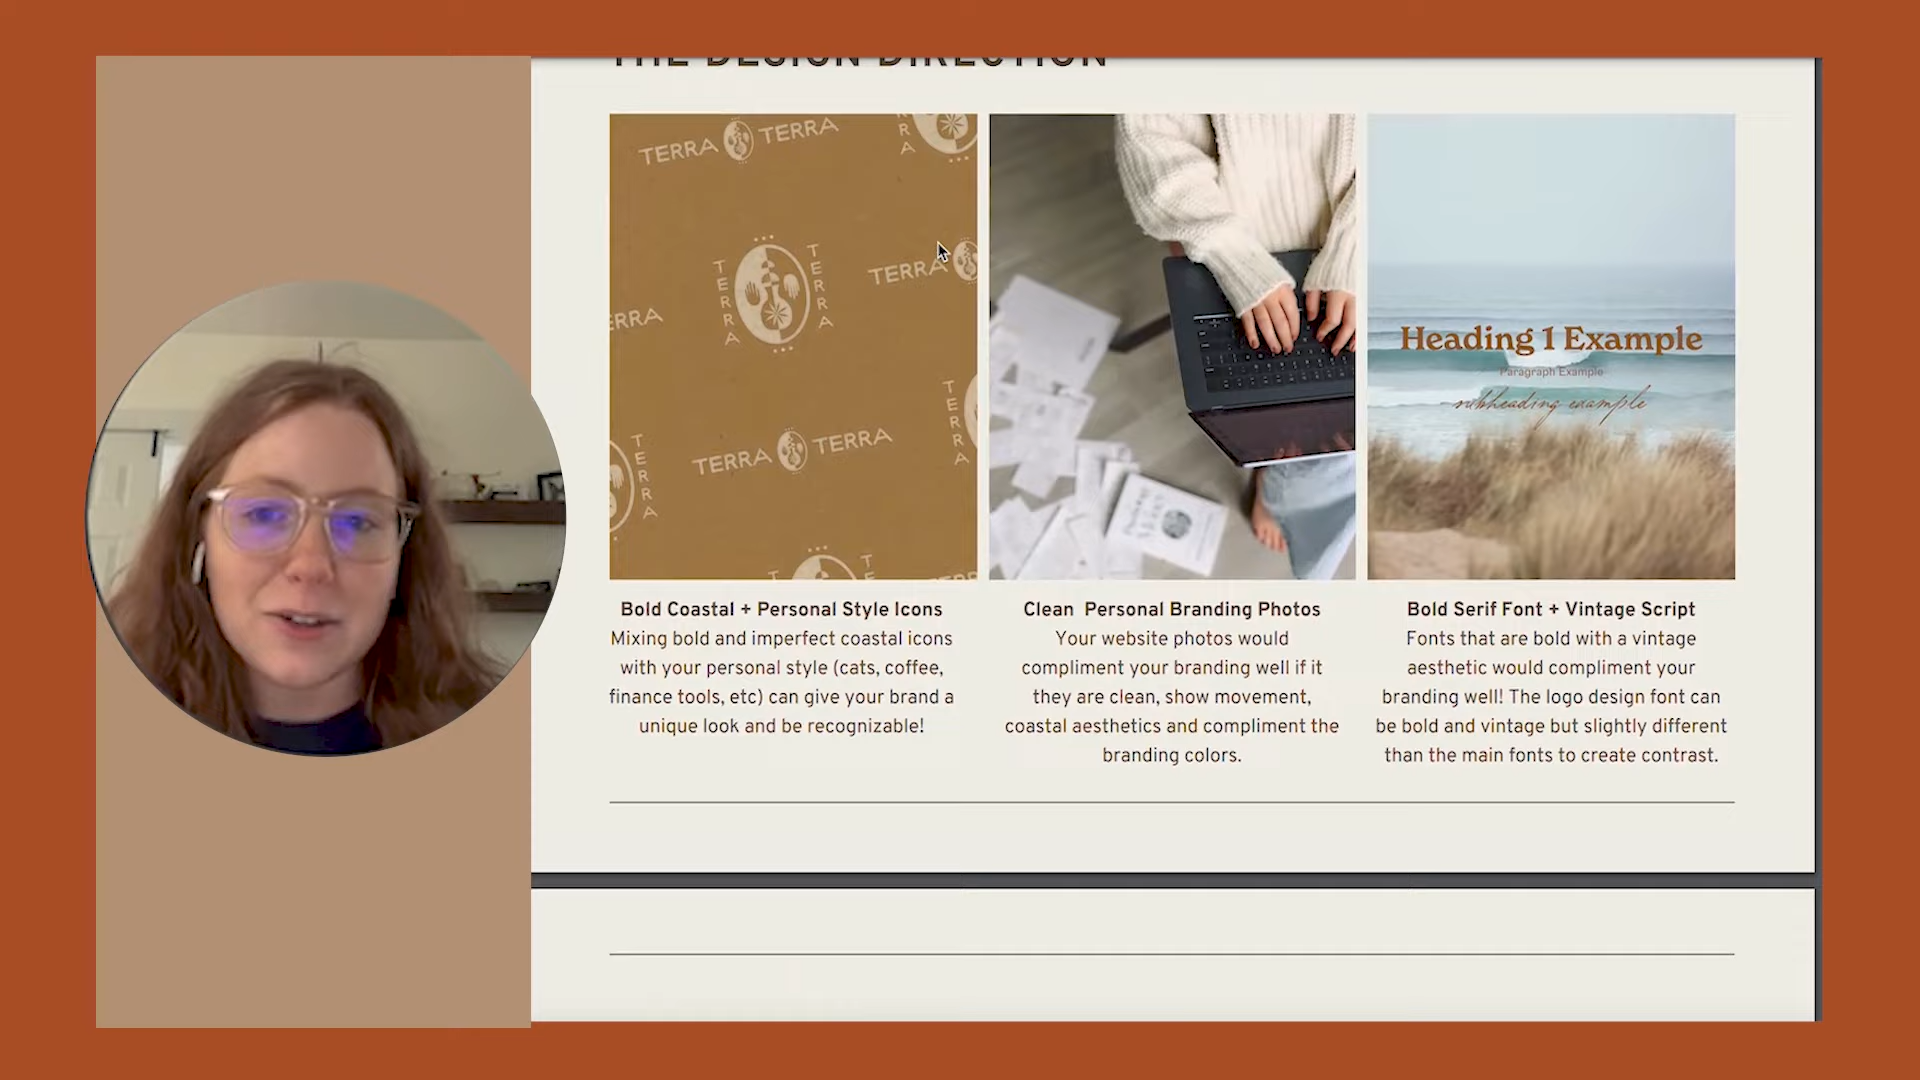 THE DESIGN DIRECTION
TERRA TERRA
TERRA TERRA
TERRA
ERRA
TERRA TERRA
Heading 1 Example
Paragraph Example
subheading example
Bold Coastal + Personal Style Icons
Mixing bold and imperfect coastal icons
with your personal style (cats, coffee,
finance tools, etc) can give your brand a
unique look and be recognizable!
Clean Personal Branding Photos
Your website photos would
compliment your branding well if it
they are clean, show movement,
coastal aesthetics and compliment the
branding colors.
Bold Serif Font + Vintage Script
Fonts that are bold with a vintage
aesthetic would compliment your
branding well! The logo design font can
be bold and vintage but slightly different
than the main fonts to create contrast.